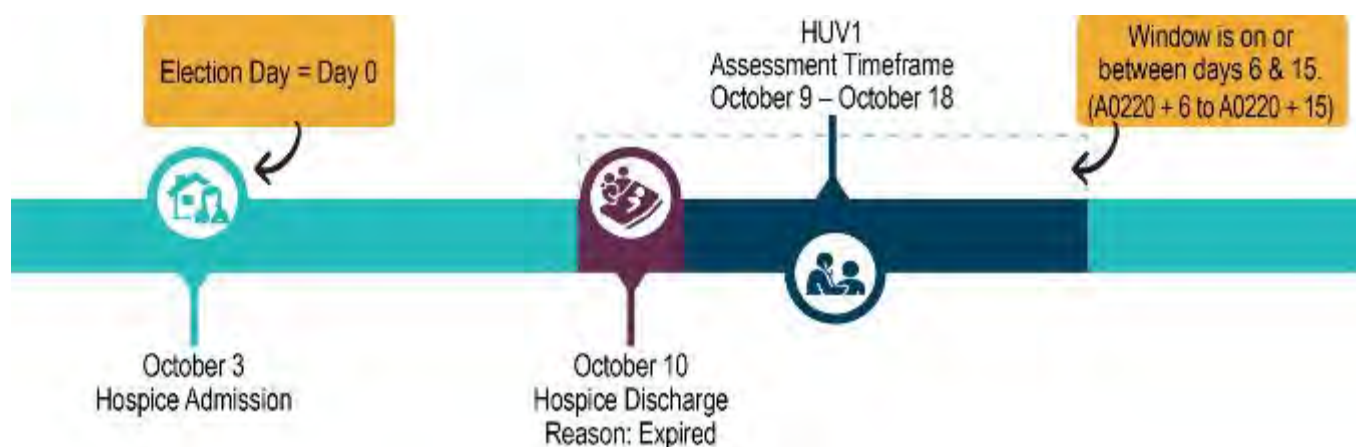 Election Day = Day 0
HUV1
Assessment Timeframe
October 9 – October 18
Window is on or
between days 6 & 15.
(A0220 + 6 to A0220 + 15)
October 3
Hospice Admission
October 10
Hospice Discharge
Reason: Expired